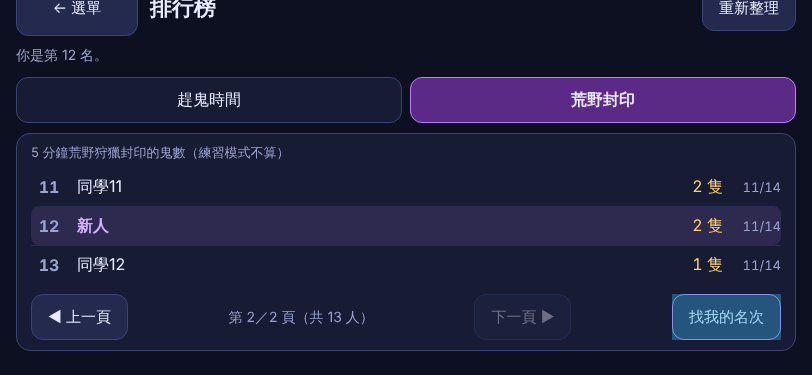 ← 選單
排行榜
重新整理
你是第 12 名。
趕鬼時間
荒野封印
5 分鐘荒野狩獵封印的鬼數（練習模式不算）
11 同學11 2 隻 11/14
12 新人 2 隻 11/14
13 同學12 1 隻 11/14
◀ 上一頁
第 2／2 頁（共 13 人）
下一頁 ▶
找我的名次